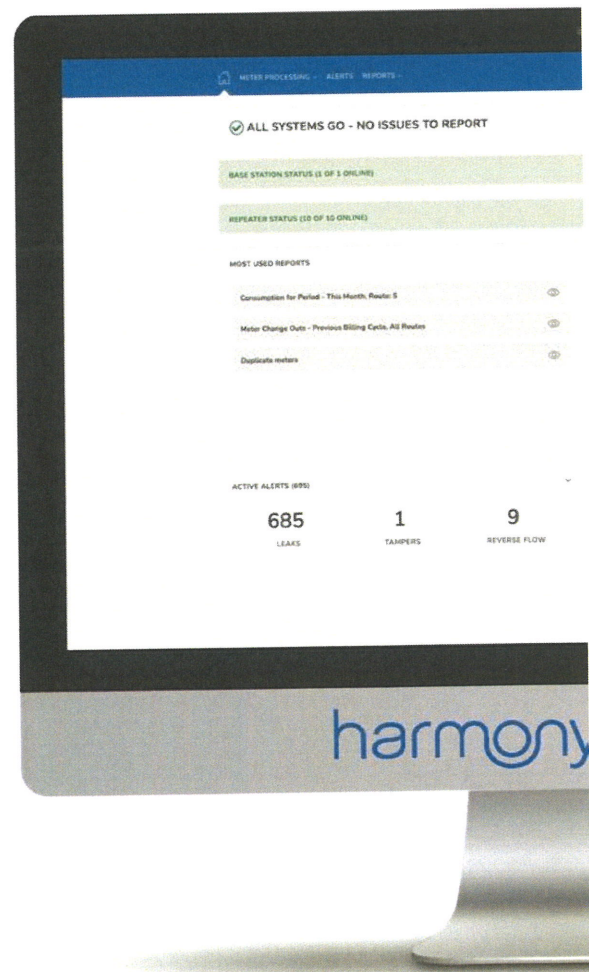 METER PROCESSING ALERTS REPORTS
ALL SYSTEMS GO - NO ISSUES TO REPORT
BASE STATION STATUS (1 OF 1 ONLINE)
REPEATER STATUS (10 OF 10 ONLINE)
MOST USED REPORTS
Consumption for Period - This Month, Route: 5
Meter Change Outs - Previous Billing Cycle, All Routes
Duplicate meters
ACTIVE ALERTS (695)
685 1 9
LEAKS TAMPERS REVERSE FLOW
harmony